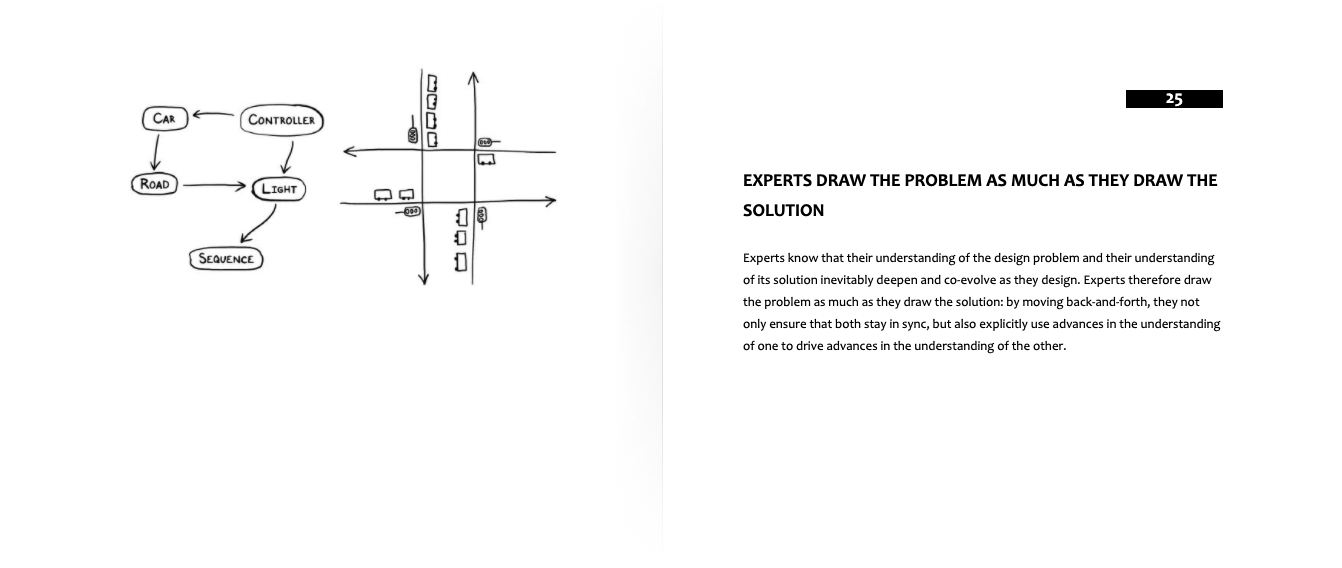 CAR
CONTROLLER
ROAD
LIGHT
SEQUENCE
25
EXPERTS DRAW THE PROBLEM AS MUCH AS THEY DRAW THE
SOLUTION
Experts know that their understanding of the design problem and their understanding
of its solution inevitably deepen and co-evolve as they design. Experts therefore draw
the problem as much as they draw the solution: by moving back-and-forth, they not
only ensure that both stay in sync, but also explicitly use advances in the understanding
of one to drive advances in the understanding of the other.